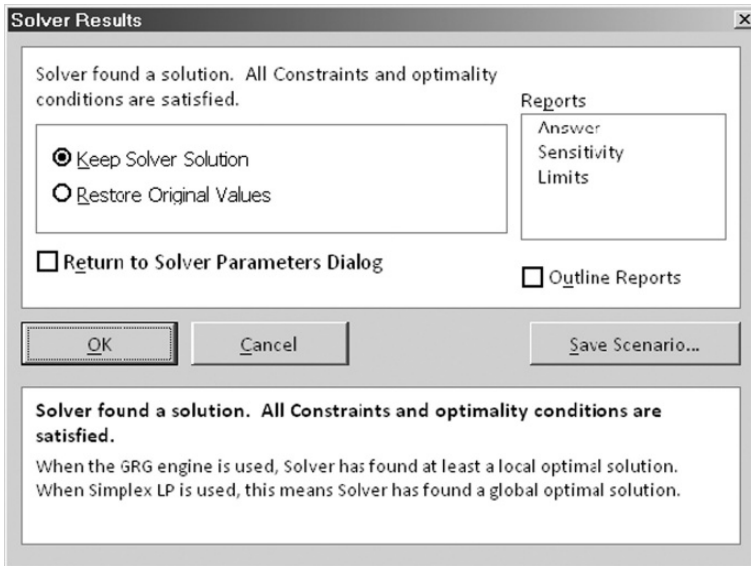 Solver Results
Solver found a solution. All Constraints and optimality
conditions are satisfied.
Reports
Answer
Sensitivity
Limits
Keep Solver Solution
Restore Original Values
Return to Solver Parameters Dialog
Outline Reports
OK
Cancel
Save Scenario...
Solver found a solution. All Constraints and optimality conditions are
satisfied.
When the GRG engine is used, Solver has found at least a local optimal solution.
When Simplex LP is used, this means Solver has found a global optimal solution.